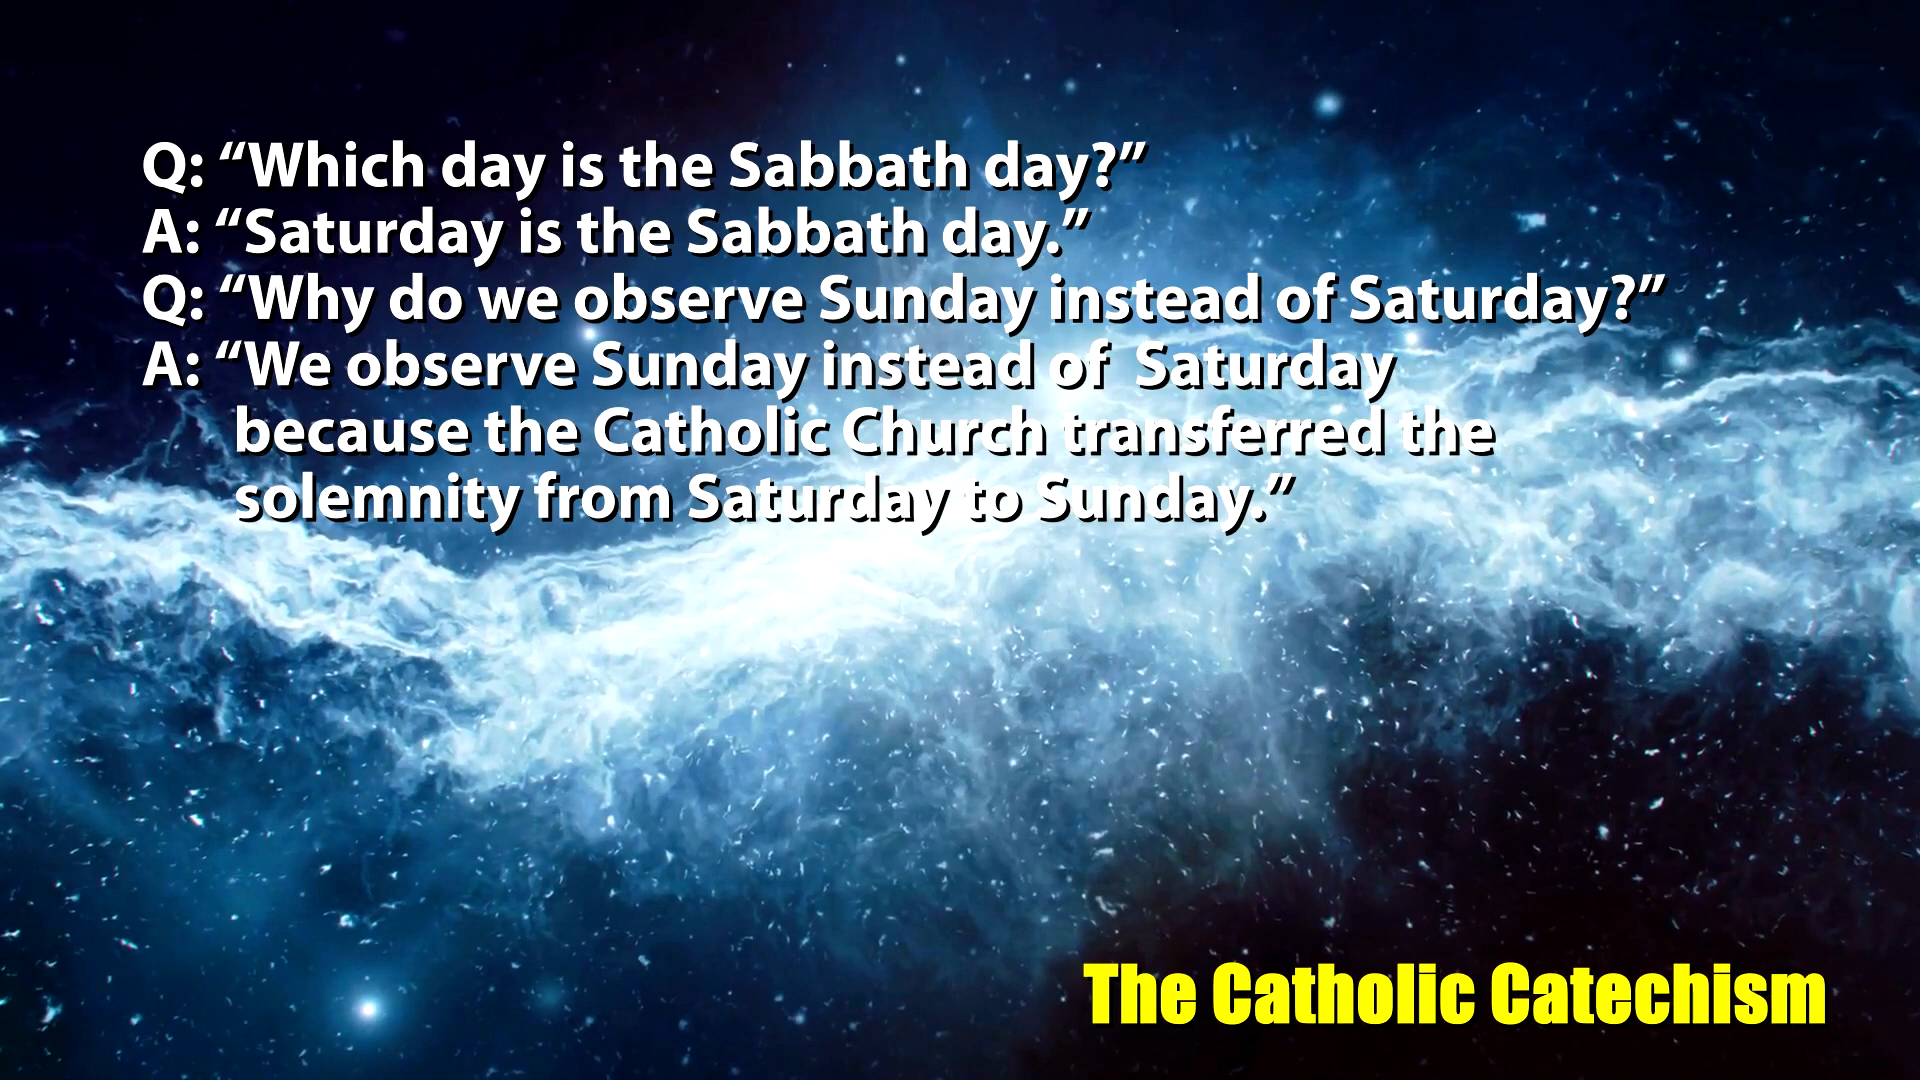 Q: “Which day is the Sabbath day?”
A: “Saturday is the Sabbath day.”
Q: “Why do we observe Sunday instead of Saturday?”
A: “We observe Sunday instead of  Saturday
because the Catholic Church transferred the
solemnity from Saturday to Sunday.”
The Catholic Catechism